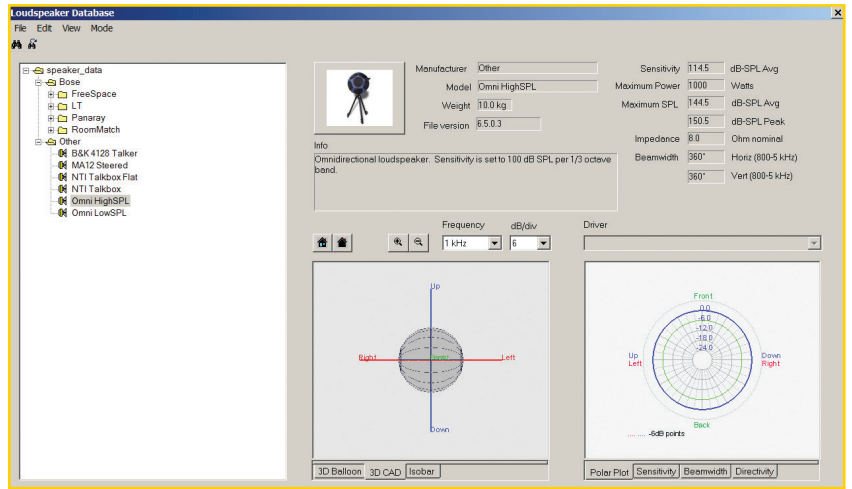 Loudspeaker Database
File Edit View Mode
speaker_data
Bose
FreeSpace
LT
Panaray
RoomMatch
Other
B&K 4128 Talker
MA12 Steered
NTI Talkbox Flat
NTI Talkbox
Omni HighSPL
Omni LowSPL
Manufacturer Other
Model Omni HighSPL
Weight 10.0 kg
File version 6.5.0.3
Sensitivity 114.5 dB-SPL Avg
Maximum Power 1000 Watts
Maximum SPL 144.5 dB-SPL Avg
150.5 dB-SPL Peak
Impedance 8.0 Ohm nominal
Beamwidth 360° Horiz (800-5 kHz)
360° Vert (800-5 kHz)
Info
Omnidirectional loudspeaker. Sensitivity is set to 100 dB SPL per 1/3 octave
band.
Frequency dB/div
1 kHz 6
Driver
Up
Right Left
Down
3D Balloon 3D CAD Isobar
Front
0.0
-6.0
-12.0
-18.0
-24.0
Up Down
Left Right
Back
........ -6dB points
Polar Plot Sensitivity Beamwidth Directivity